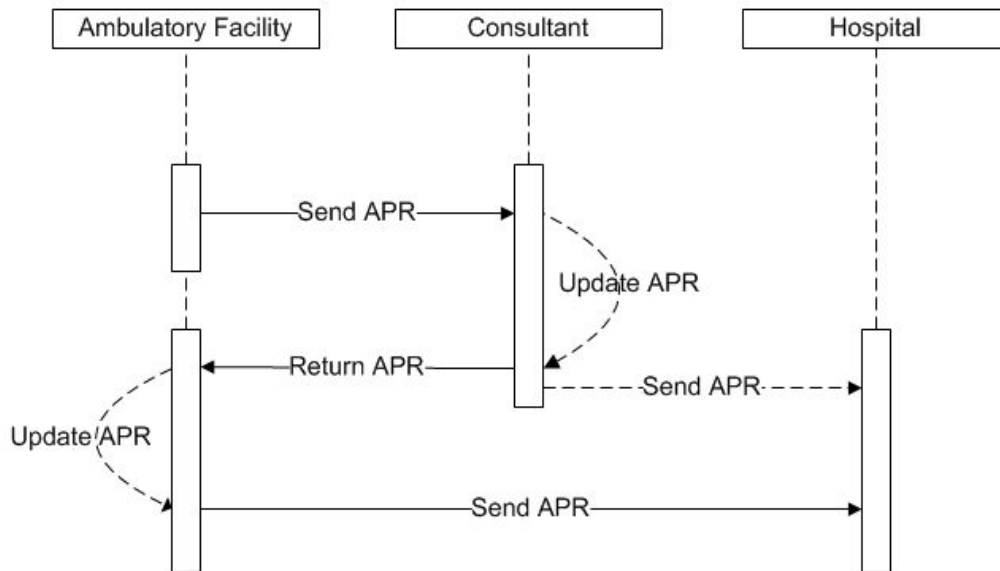 Ambulatory Facility
Consultant
Hospital
Send APR
Update APR
Return APR
Send APR
Update APR
Send APR